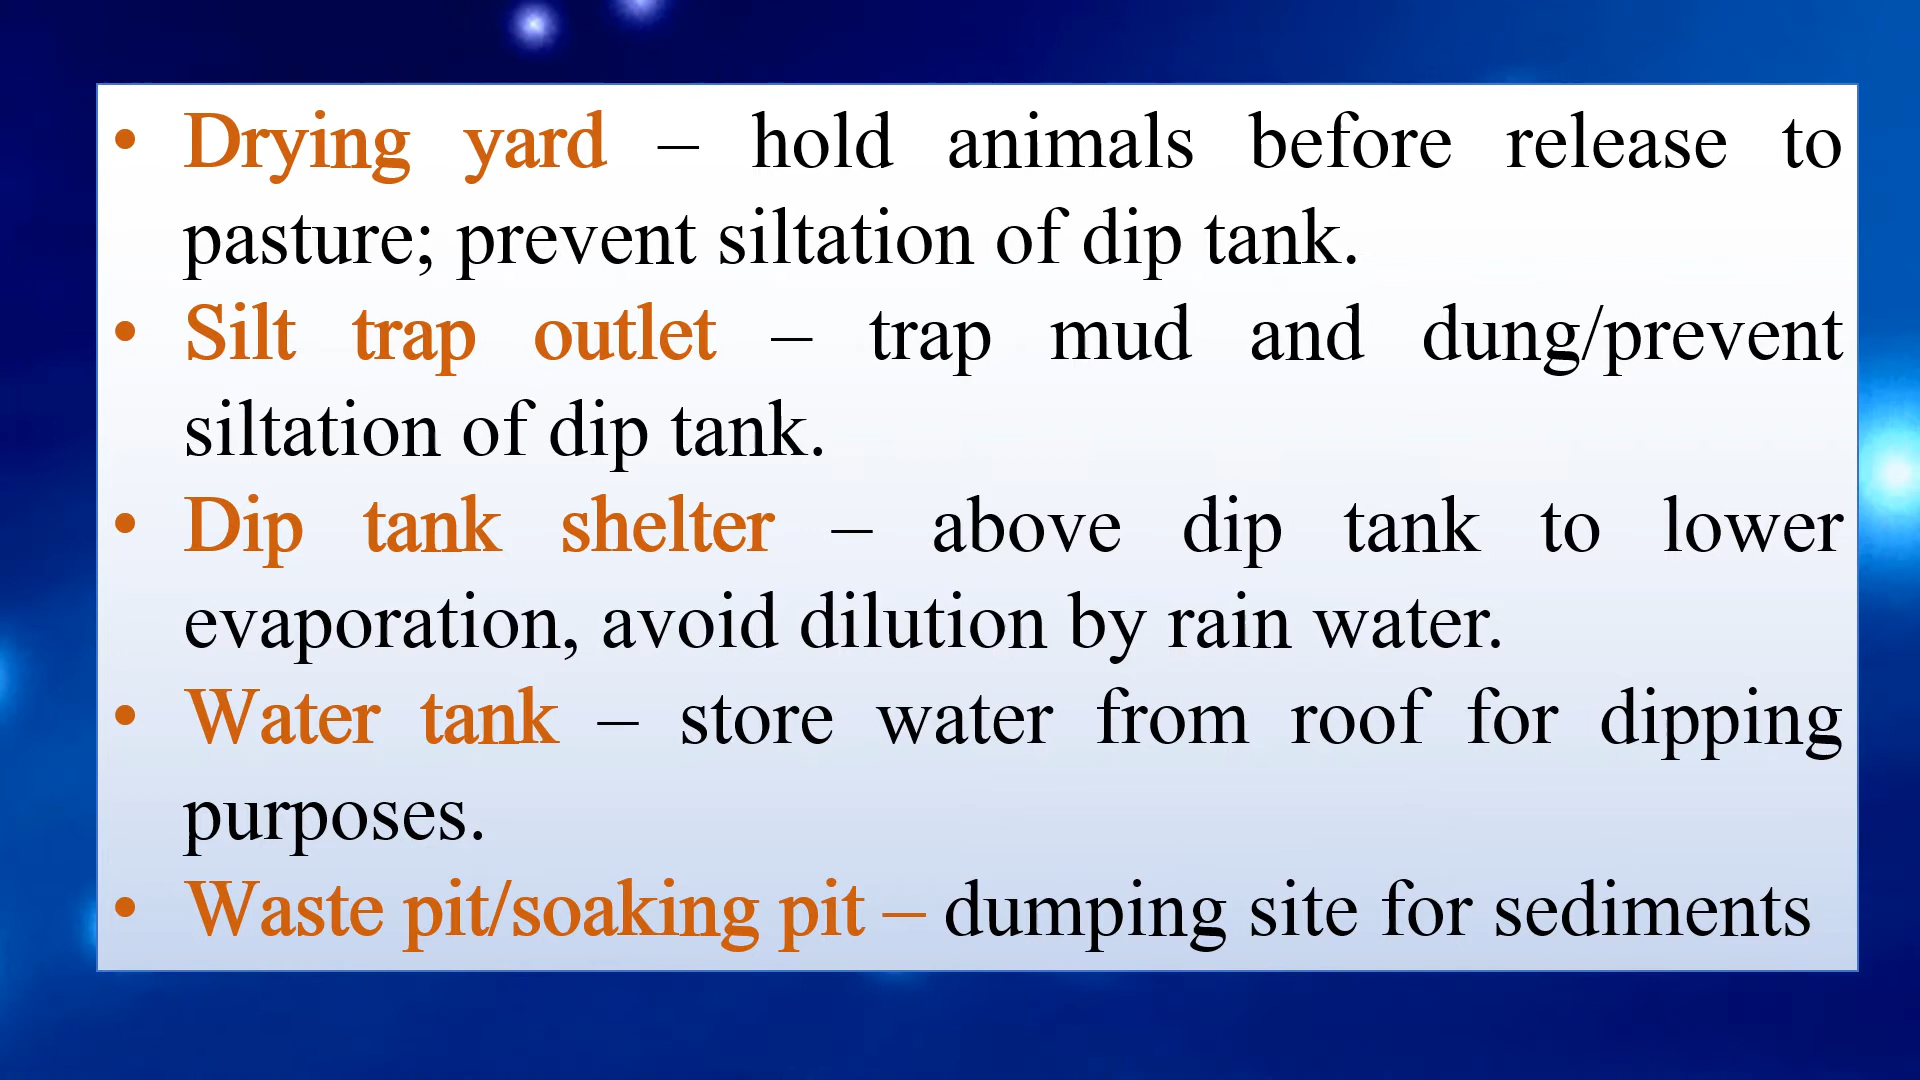 • Drying yard – hold animals before release to
pasture; prevent siltation of dip tank.
• Silt trap outlet – trap mud and dung/prevent
siltation of dip tank.
• Dip tank shelter – above dip tank to lower
evaporation, avoid dilution by rain water.
• Water tank – store water from roof for dipping
purposes.
• Waste pit/soaking pit – dumping site for sediments